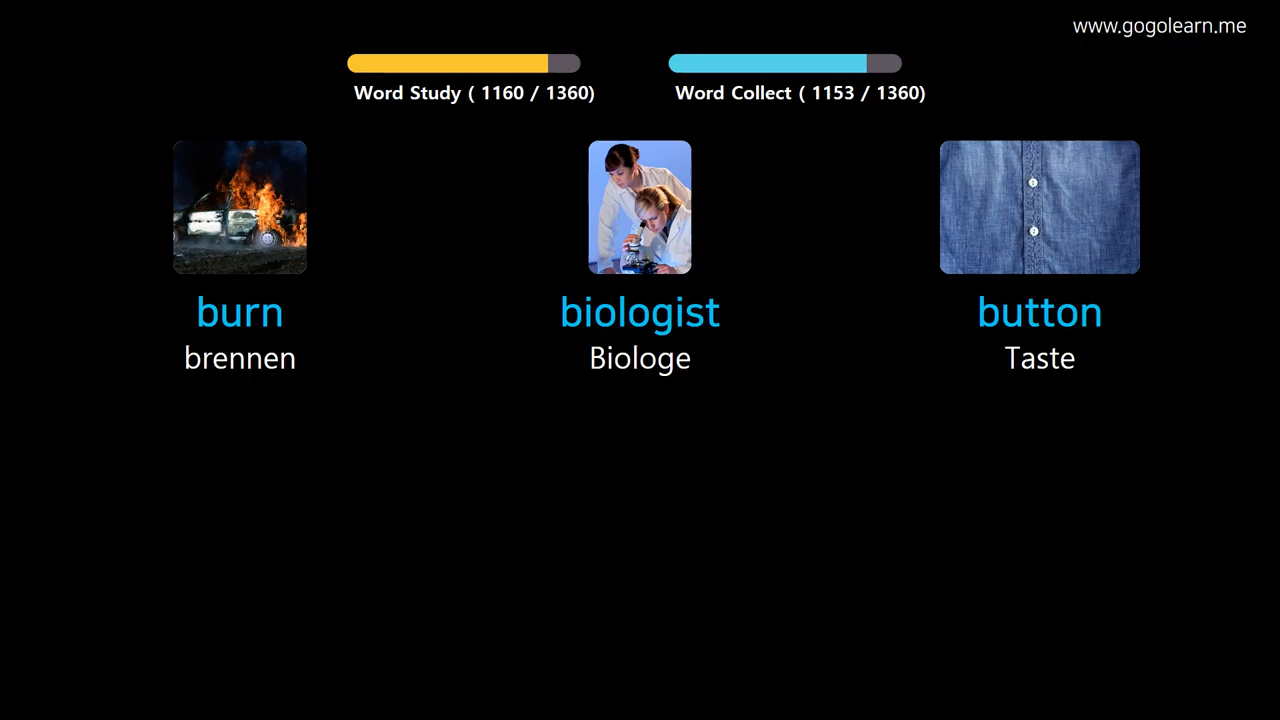 www.gogolearn.me
Word Study ( 1160 / 1360)
Word Collect ( 1153 / 1360)
burn
brennen
biologist
Biologe
button
Taste